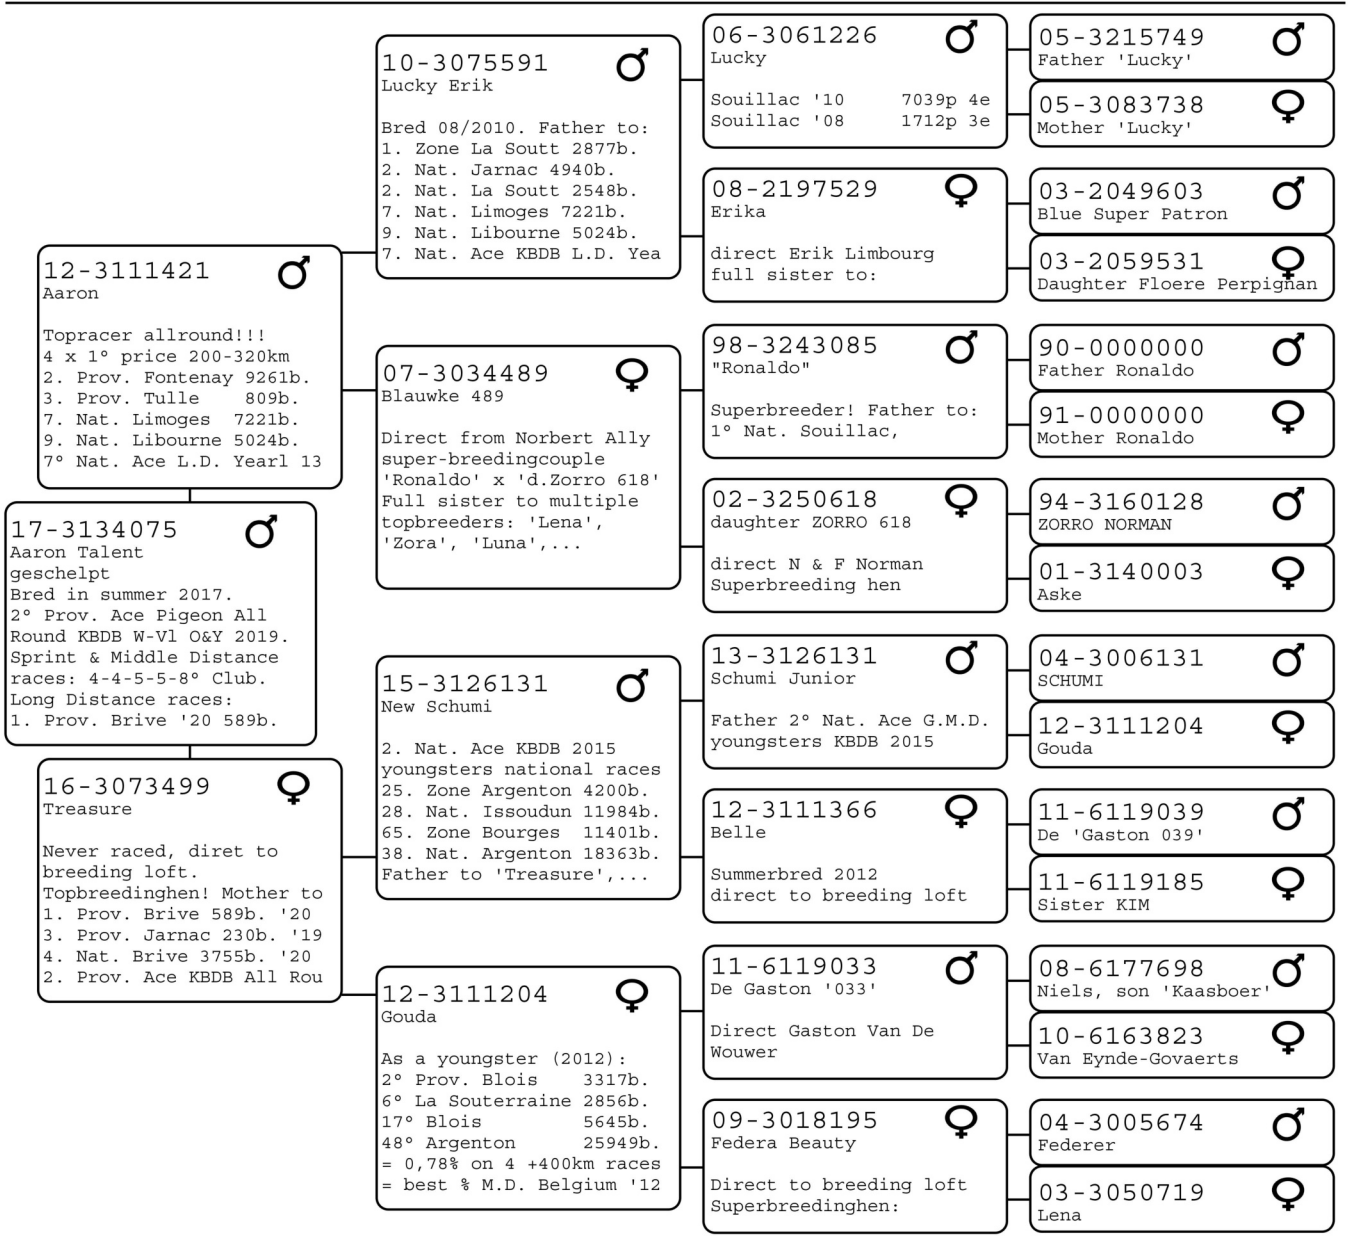 17-3134075
Aaron Talent
geschelpt
Bred in summer 2017.
2° Prov. Ace Pigeon All
Round KBDB W-Vl O&Y 2019.
Sprint & Middle Distance
races: 4-4-5-5-8° Club.
Long Distance races:
1. Prov. Brive '20 589b.
12-3111421
Aaron
Topracer allround!!!
4 x 1° price 200-320km
2. Prov. Fontenay 9261b.
3. Prov. Tulle 809b.
7. Nat. Limoges 7221b.
9. Nat. Libourne 5024b.
7° Nat. Ace L.D. Yearl 13
16-3073499
Treasure
Never raced, diret to
breeding loft.
Topbreedinghen! Mother to
1. Prov. Brive 589b. '20
3. Prov. Jarnac 230b. '19
4. Nat. Brive 3755b. '20
2. Prov. Ace KBDB All Rou
10-3075591
Lucky Erik
Bred 08/2010. Father to:
1. Zone La Soutt 2877b.
2. Nat. Jarnac 4940b.
2. Nat. La Soutt 2548b.
7. Nat. Limoges 7221b.
9. Nat. Libourne 5024b.
7. Nat. Ace KBDB L.D. Yea
07-3034489
Blauwke 489
Direct from Norbert Ally
super-breedingcouple
'Ronaldo' x 'd.Zorro 618'
Full sister to multiple
topbreeders: 'Lena',
'Zora', 'Luna',...
15-3126131
New Schumi
2. Nat. Ace KBDB 2015
youngsters national races
25. Zone Argenton 4200b.
28. Nat. Issoudun 11984b.
65. Zone Bourges 11401b.
38. Nat. Argenton 18363b.
Father to 'Treasure',...
12-3111204
Gouda
As a youngster (2012):
2° Prov. Blois 3317b.
6° La Souterraine 2856b.
17° Blois 5645b.
48° Argenton 25949b.
= 0,78% on 4 +400km races
= best % M.D. Belgium '12
06-3061226
Lucky
Souillac '10 7039p 4e
Souillac '08 1712p 3e
08-2197529
Erika
direct Erik Limbourg
full sister to:
98-3243085
"Ronaldo"
Superbreeder! Father to:
1° Nat. Souillac,
02-3250618
daughter ZORRO 618
direct N & F Norman
Superbreeding hen
13-3126131
Schumi Junior
Father 2° Nat. Ace G.M.D.
youngsters KBDB 2015
12-3111366
Belle
Summerbred 2012
direct to breeding loft
11-6119033
De Gaston '033'
Direct Gaston Van De
Wouwer
09-3018195
Federa Beauty
Direct to breeding loft
Superbreedinghen:
05-3215749
Father 'Lucky'
05-3083738
Mother 'Lucky'
03-2049603
Blue Super Patron
03-2059531
Daughter Floere Perpignan
90-0000000
Father Ronaldo
91-0000000
Mother Ronaldo
94-3160128
ZORRO NORMAN
01-3140003
Aske
04-3006131
SCHUMI
12-3111204
Gouda
11-6119039
De 'Gaston 039'
11-6119185
Sister KIM
08-6177698
Niels, son 'Kaasboer'
10-6163823
Van Eynde-Govaerts
04-3005674
Federer
03-3050719
Lena